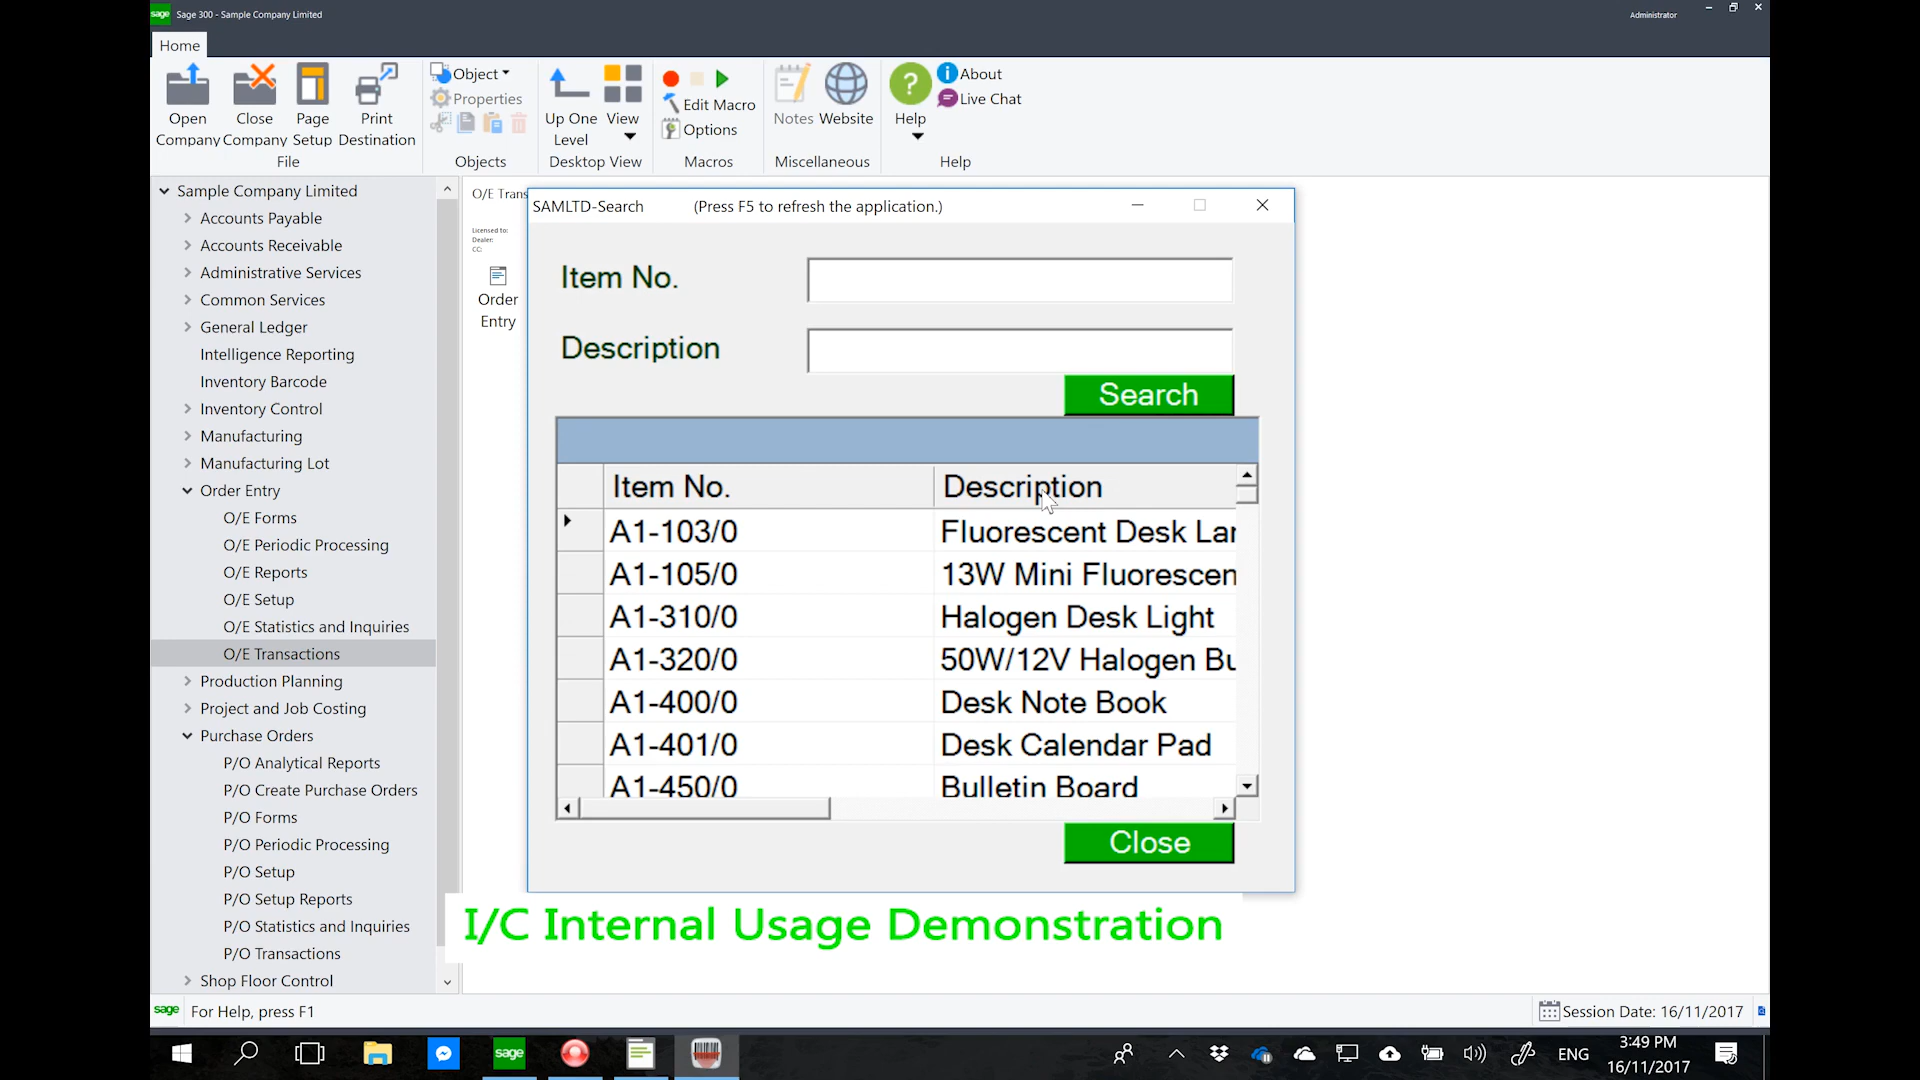 sage Sage 300 - Sample Company Limited
Administrator
Home
Open Company
Close Company
Page Setup
Print Destination
File
Object
Properties
Objects
Up One Level
View
Desktop View
Edit Macro
Options
Macros
Notes
Website
Miscellaneous
Help
About
Live Chat
Help
Sample Company Limited
Accounts Payable
Accounts Receivable
Administrative Services
Common Services
General Ledger
Intelligence Reporting
Inventory Barcode
Inventory Control
Manufacturing
Manufacturing Lot
Order Entry
O/E Forms
O/E Periodic Processing
O/E Reports
O/E Setup
O/E Statistics and Inquiries
O/E Transactions
Production Planning
Project and Job Costing
Purchase Orders
P/O Analytical Reports
P/O Create Purchase Orders
P/O Forms
P/O Periodic Processing
P/O Setup
P/O Setup Reports
P/O Statistics and Inquiries
P/O Transactions
Shop Floor Control
O/E Trans
Licensed to:
Dealer:
CC:
Order
Entry
SAMLTD-Search (Press F5 to refresh the application.)
Item No.
Description
Search
Item No. Description
A1-103/0 Fluorescent Desk Lar
A1-105/0 13W Mini Fluorescen
A1-310/0 Halogen Desk Light
A1-320/0 50W/12V Halogen Bu
A1-400/0 Desk Note Book
A1-401/0 Desk Calendar Pad
A1-450/0 Bulletin Board
Close
I/C Internal Usage Demonstration
sage For Help, press F1
Session Date: 16/11/2017
sage
ENG
3:49 PM
16/11/2017